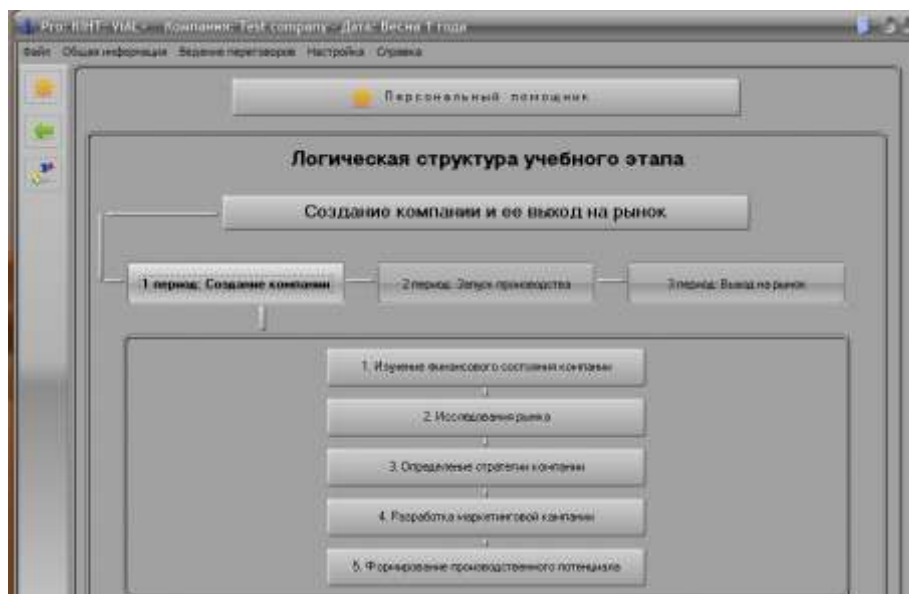 Компания: Test company - Дата: Весна 1 года
Файл Общая информация Ведение переговоров Настройка Справка
Персональный помощник
Логическая структура учебного этапа
Создание компании и ее выход на рынок
1 период: Создание компании
2 период: Запуск производства
3 период: Выход на рынок
1. Изучение финансового состояния компании
2. Исследования рынка
3. Определение стратегии компании
4. Разработка маркетинговой кампании
5. Формирование производственного потенциала